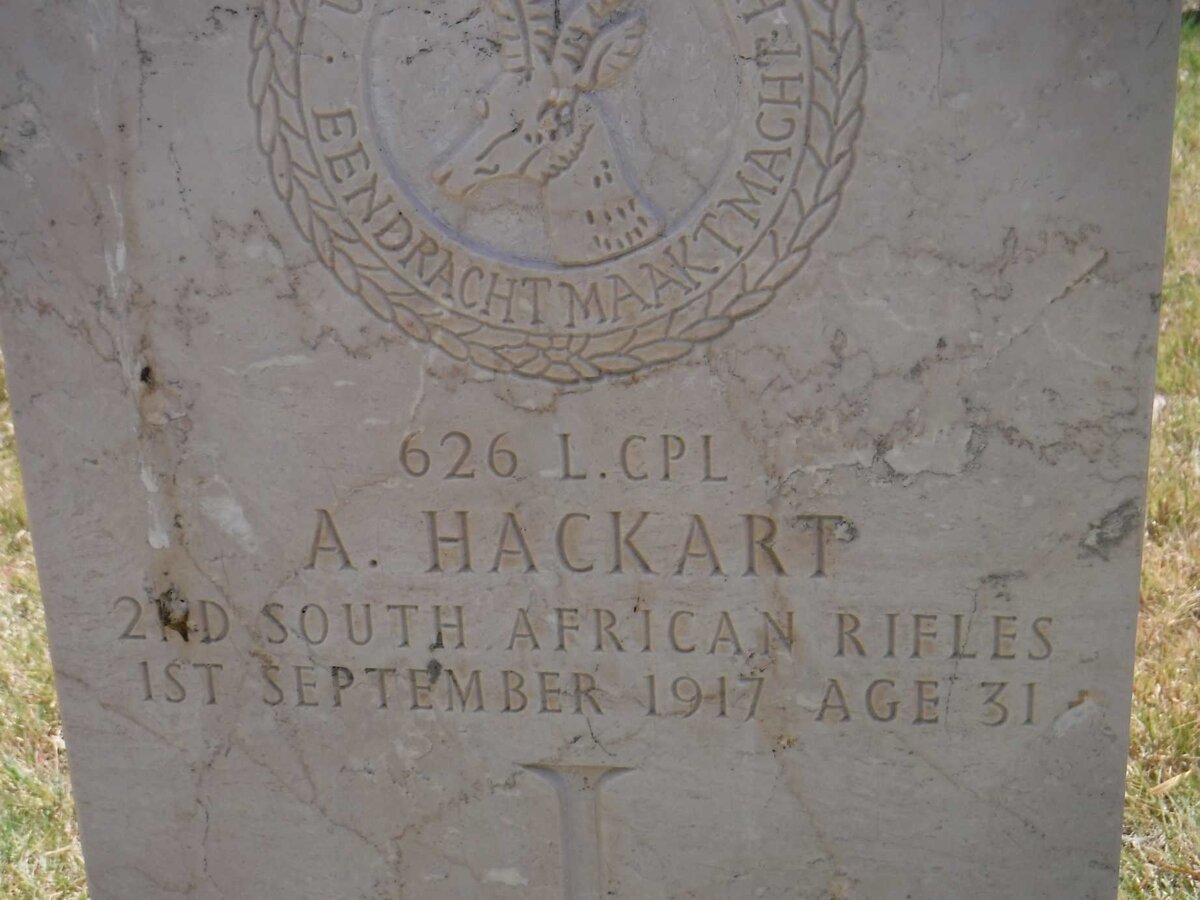 EENDRACHT MAAKT MACHT
626 L.CPL
A. HACKART
2ND SOUTH AFRICAN RIFLES
1ST SEPTEMBER 1917 AGE 31